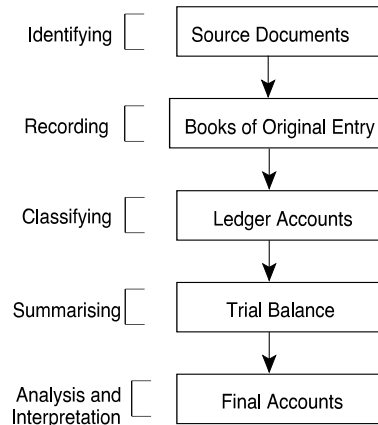 Identifying
Source Documents
Recording
Books of Original Entry
Classifying
Ledger Accounts
Summarising
Trial Balance
Analysis and
Interpretation
Final Accounts